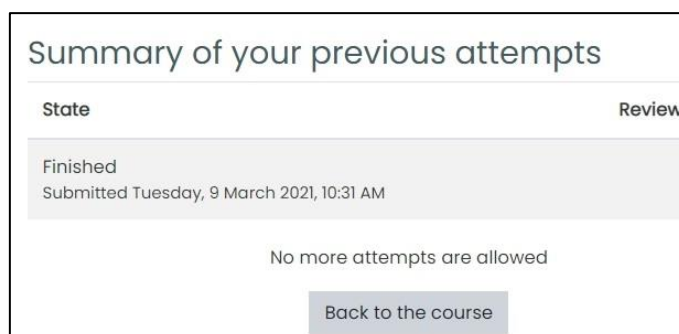 Summary of your previous attempts
State Review
Finished
Submitted Tuesday, 9 March 2021, 10:31 AM
No more attempts are allowed
Back to the course